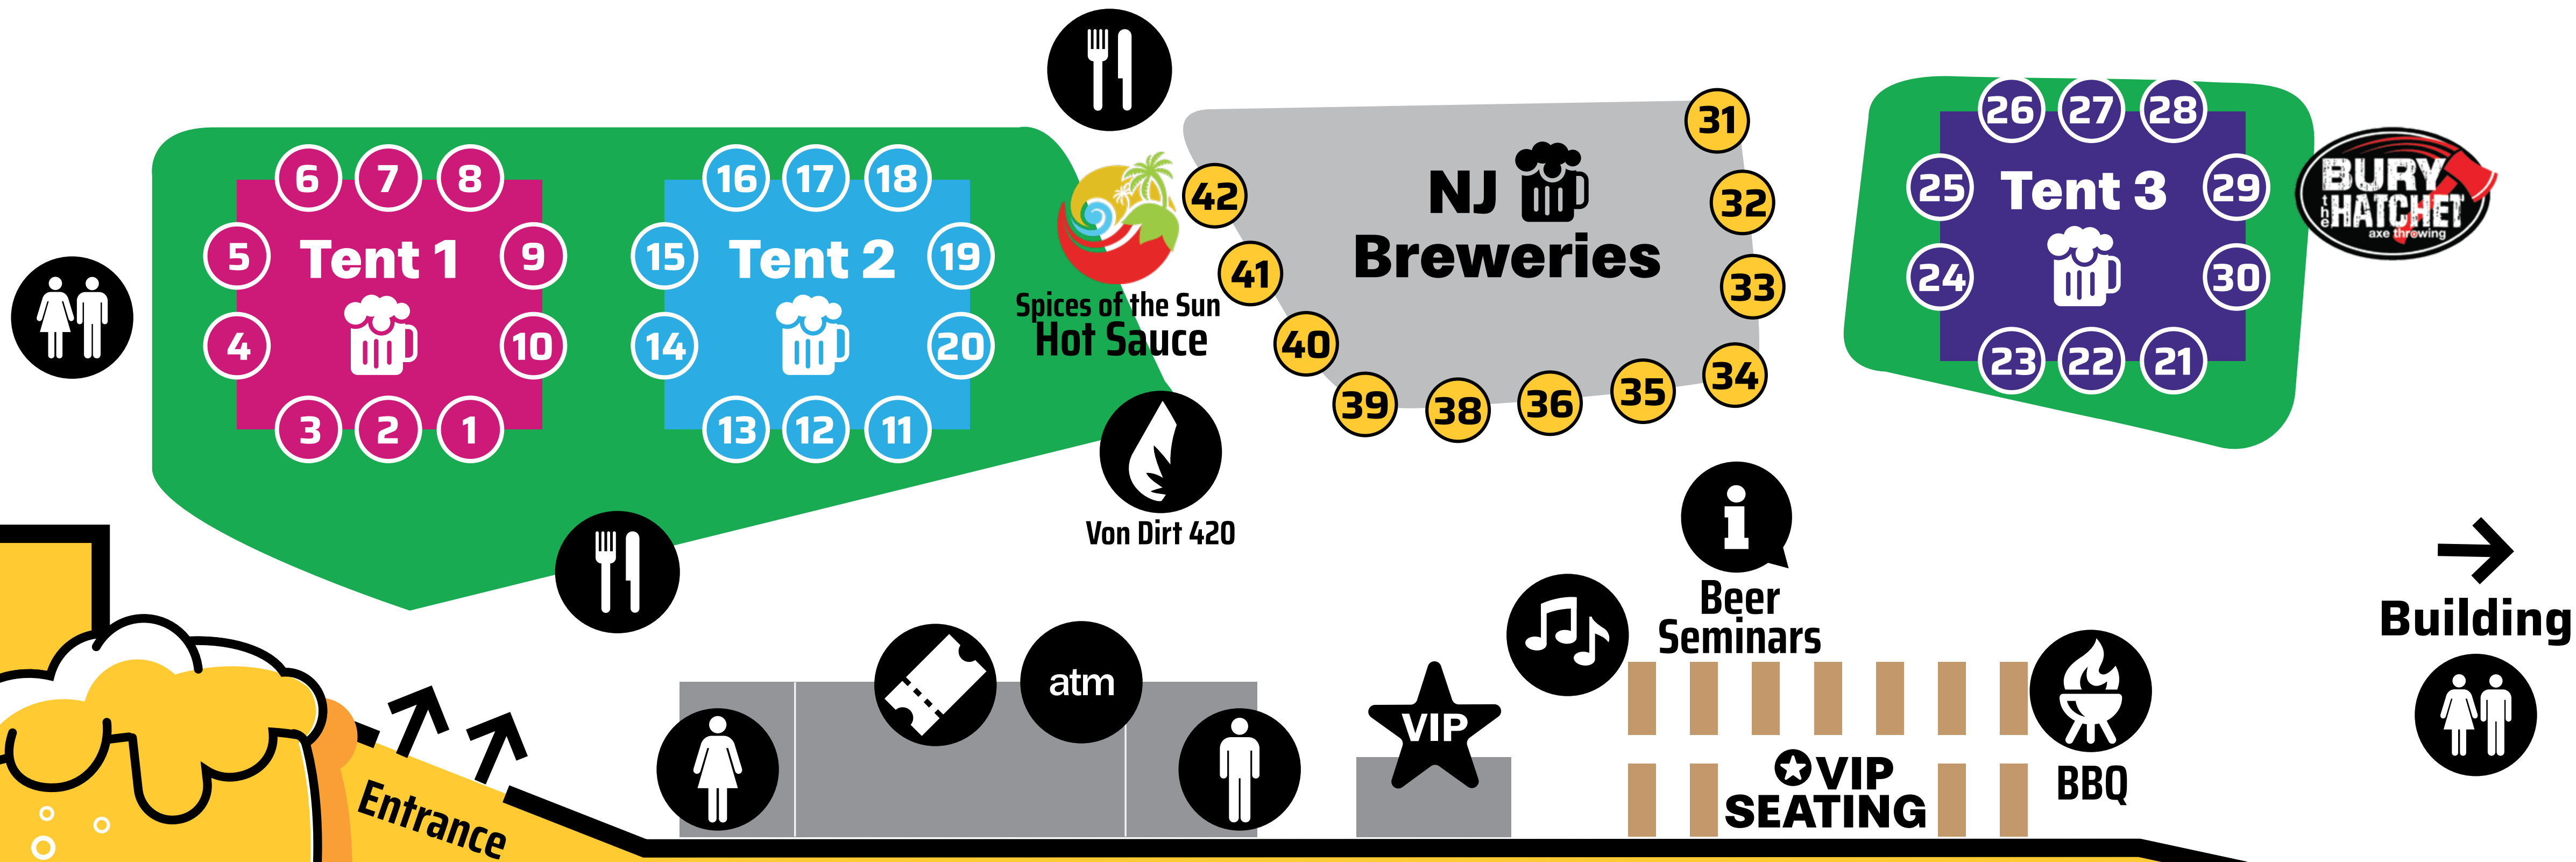 6 7 8
5 Tent 1 9
4 10
3 2 1
16 17 18
15 Tent 2 19
14 20
13 12 11
Spices of the Sun
Hot Sauce
Von Dirt 420
NJ
Breweries
31
32
33
34
35
36
38
39
40
41
42
26 27 28
25 Tent 3 29
24 30
23 22 21
BURY
the HATCHET
axe throwing
Beer
Seminars
Building
Entrance
atm
VIP
VIP
SEATING
BBQ